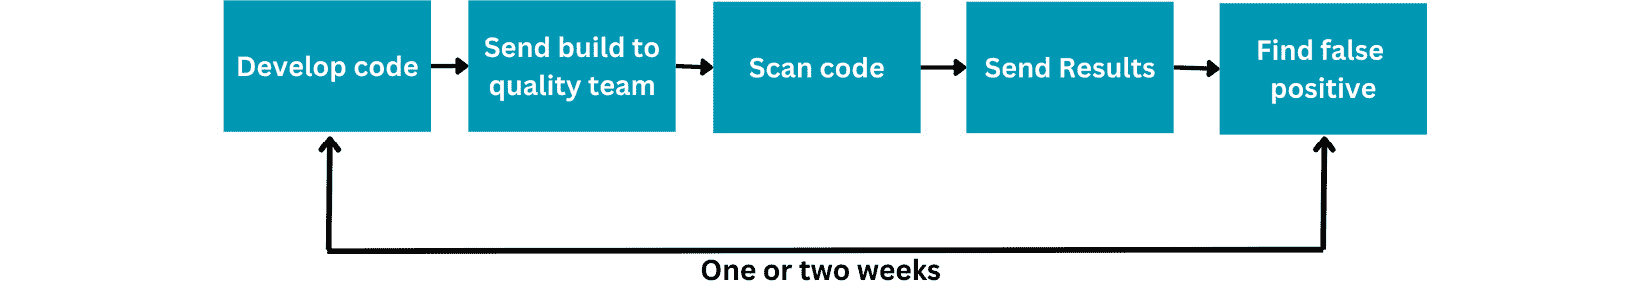 Develop code
Send build to
quality team
Scan code
Send Results
Find false
positive
One or two weeks